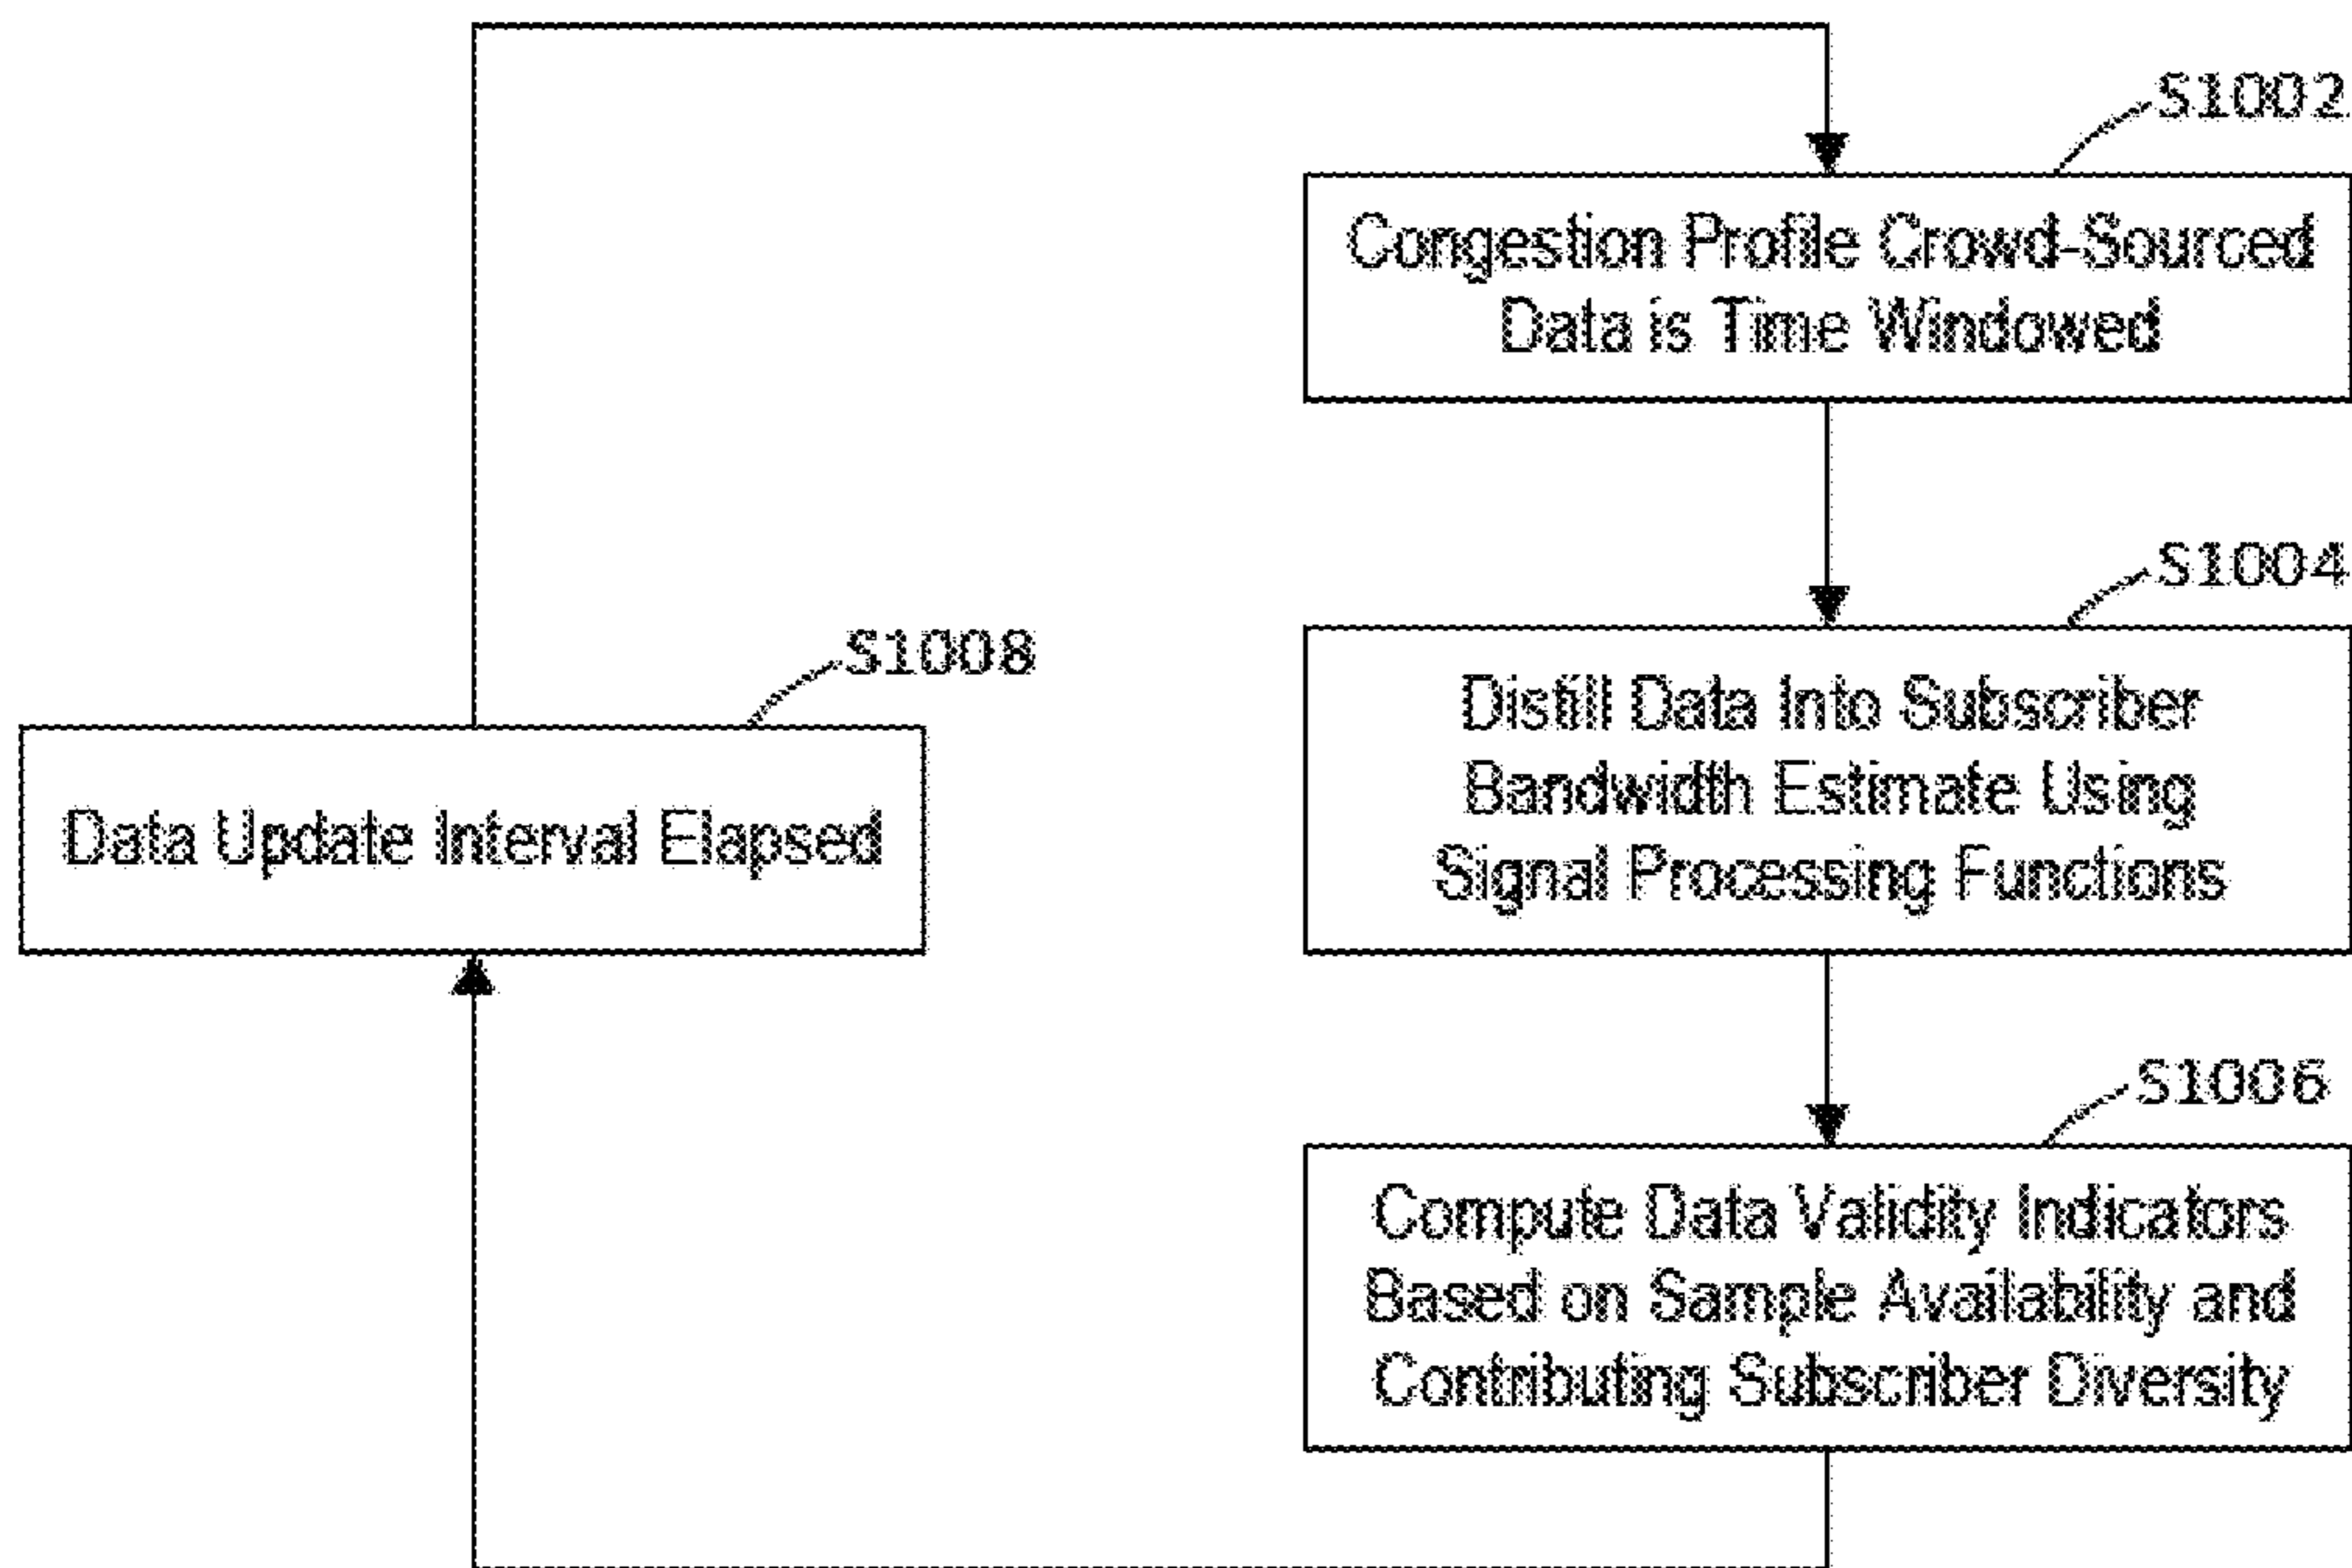 S1002
Congestion Profile Crowd-Sourced
Data is Time Windowed
S1004
Distill Data Into Subscriber
Bandwidth Estimate Using
Signal Processing Functions
S1008
Data Update Interval Elapsed
S1006
Compute Data Validity Indicators
Based on Sample Availability and
Contributing Subscriber Diversity